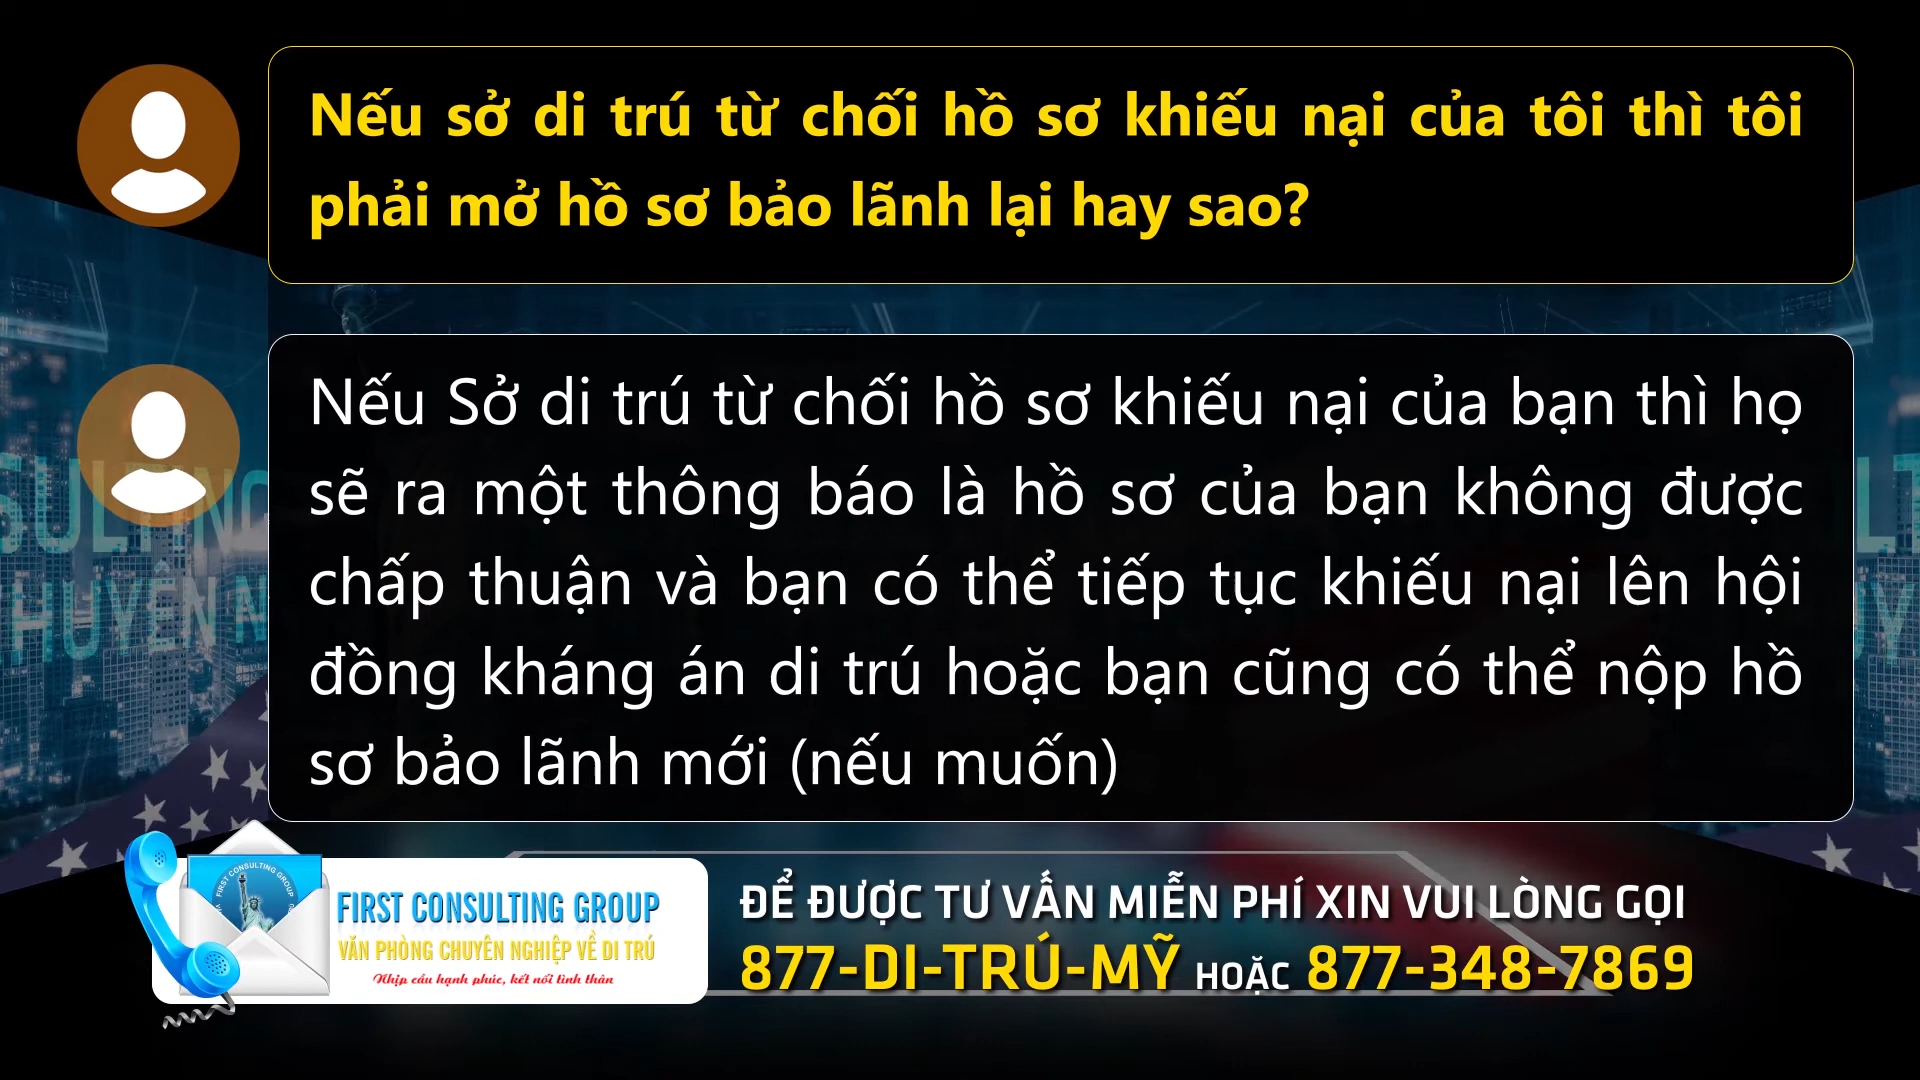 Nếu sở di trú từ chối hồ sơ khiếu nại của tôi thì tôi
phải mở hồ sơ bảo lãnh lại hay sao?
Nếu Sở di trú từ chối hồ sơ khiếu nại của bạn thì họ
sẽ ra một thông báo là hồ sơ của bạn không được
chấp thuận và bạn có thể tiếp tục khiếu nại lên hội
đồng kháng án di trú hoặc bạn cũng có thể nộp hồ
sơ bảo lãnh mới (nếu muốn)
FIRST CONSULTING GROUP
FIRST CONSULTING GROUP
VĂN PHÒNG CHUYÊN NGHIỆP VỀ DI TRÚ
Nhịp cầu hạnh phúc, kết nối tình thân
ĐỂ ĐƯỢC TƯ VẤN MIỄN PHÍ XIN VUI LÒNG GỌI
877-DI-TRÚ-MỸ HOẶC 877-348-7869